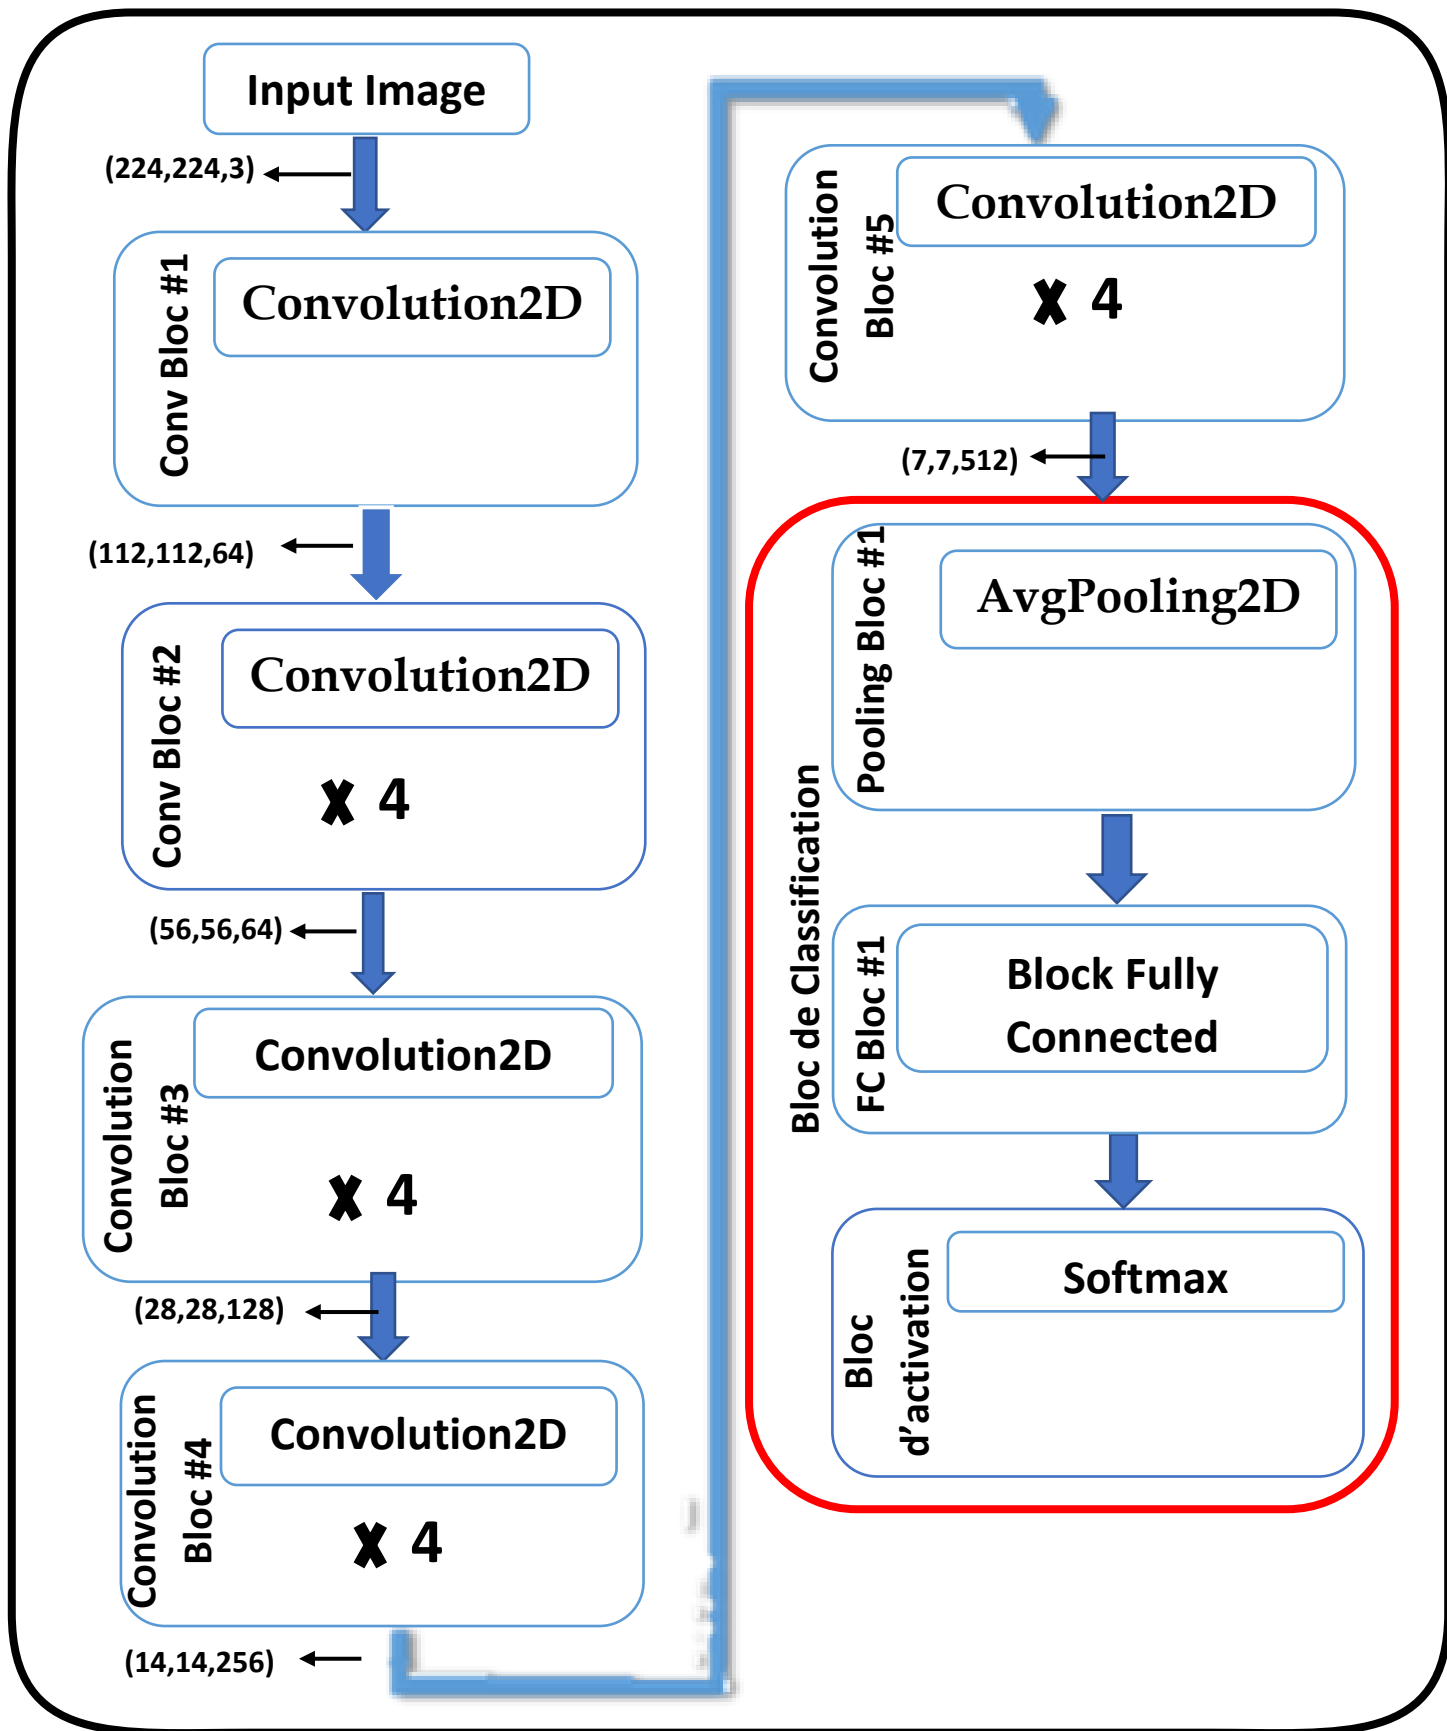 Input Image
(224,224,3)
Conv Bloc #1
Convolution2D
(112,112,64)
Conv Bloc #2
Convolution2D
X 4
(56,56,64)
Convolution
Bloc #3
Convolution2D
X 4
(28,28,128)
Convolution
Bloc #4
Convolution2D
X 4
(14,14,256)
Convolution
Bloc #5
Convolution2D
X 4
(7,7,512)
Bloc de Classification
Pooling Bloc #1
AvgPooling2D
FC Bloc #1
Block Fully
Connected
Bloc
d’activation
Softmax